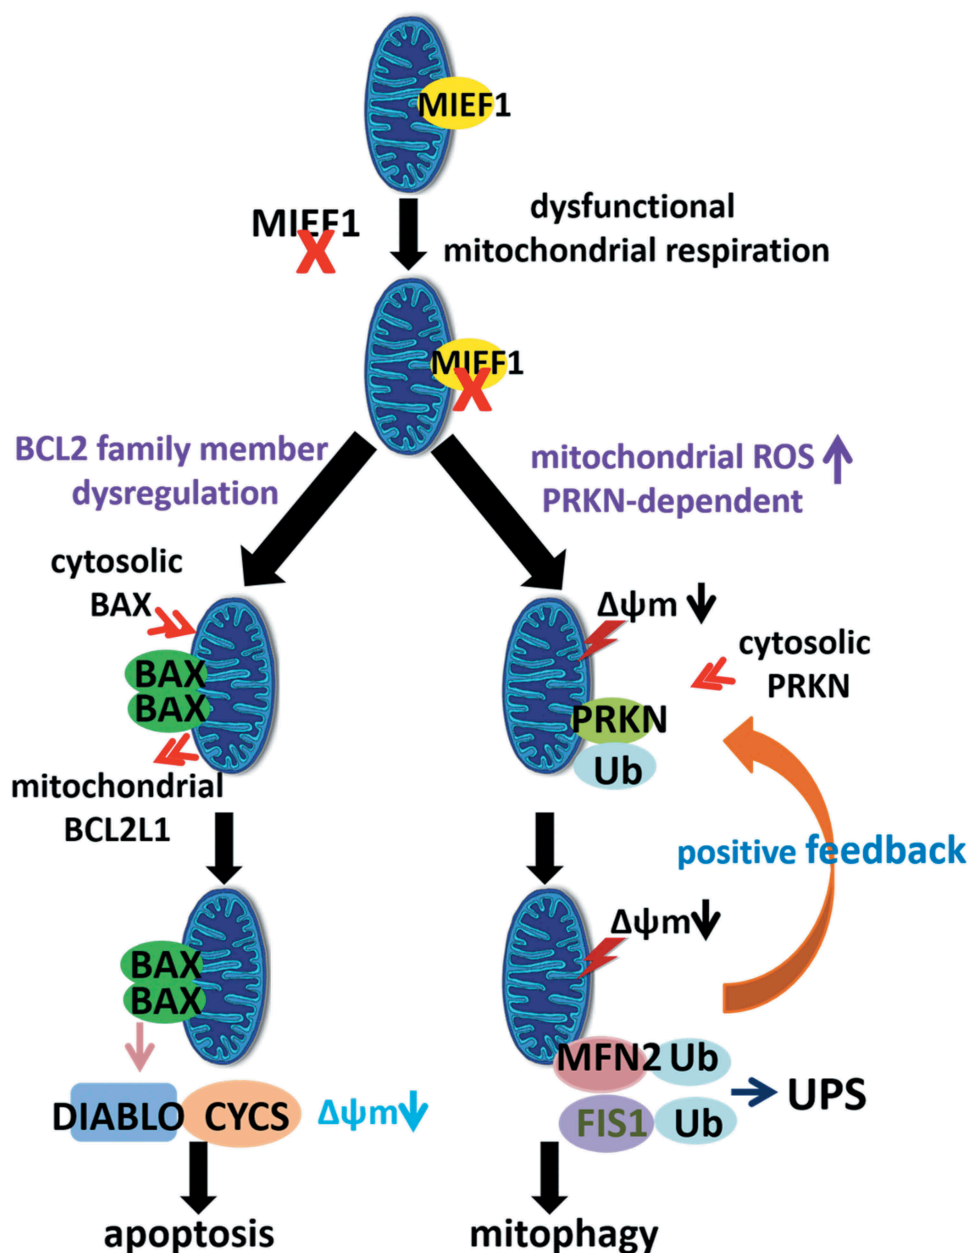 MIEF1
MIEF1
X
dysfunctional
mitochondrial respiration
MIEF1
X
BCL2 family member
dysregulation
mitochondrial ROS
PRKN-dependent
cytosolic
BAX
BAX
BAX
mitochondrial
BCL2L1
Δψm
cytosolic
PRKN
PRKN
Ub
positive feedback
BAX
BAX
DIABLO
CYCS
Δψm
apoptosis
Δψm
MFN2
Ub
FIS1
Ub
UPS
mitophagy